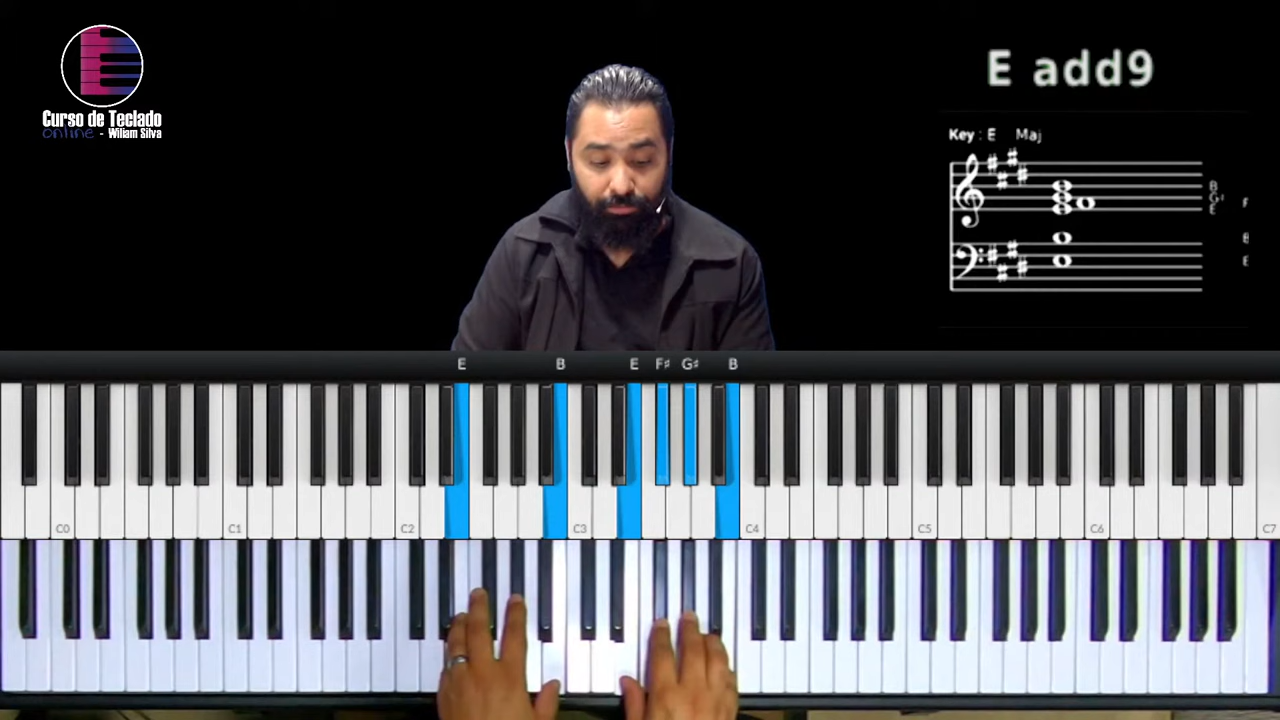 E add9
Curso de Teclado
online - Wiliam Silva
Key : E Maj
B
G♯
E
E B E F♯ G♯ B
C0 C1 C2 C3 C4 C5 C6 C7